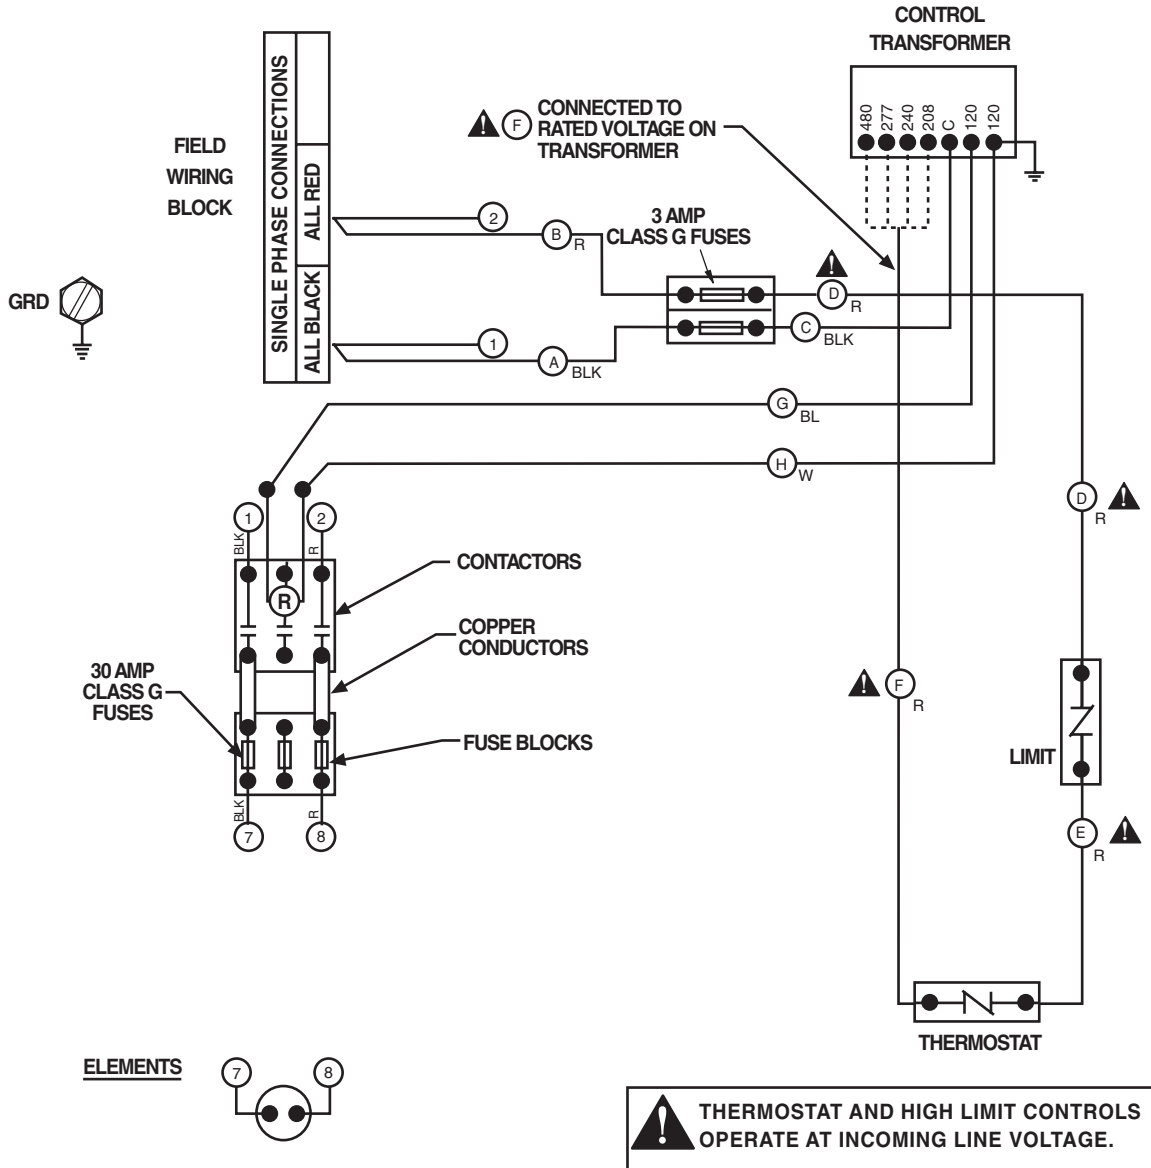 CONTROL
TRANSFORMER
480
277
240
208
C
120
120
F
CONNECTED TO
RATED VOLTAGE ON
TRANSFORMER
FIELD
WIRING
BLOCK
SINGLE PHASE CONNECTIONS
ALL RED
ALL BLACK
2
B
R
3 AMP
CLASS G FUSES
D
R
C
BLK
GRD
1
A
BLK
G
BL
H
W
D
R
1
2
BLK
R
R
CONTACTORS
COPPER
CONDUCTORS
30 AMP
CLASS G
FUSES
FUSE BLOCKS
BLK
R
7
8
F
R
LIMIT
E
R
THERMOSTAT
ELEMENTS
7
8
THERMOSTAT AND HIGH LIMIT CONTROLS
OPERATE AT INCOMING LINE VOLTAGE.